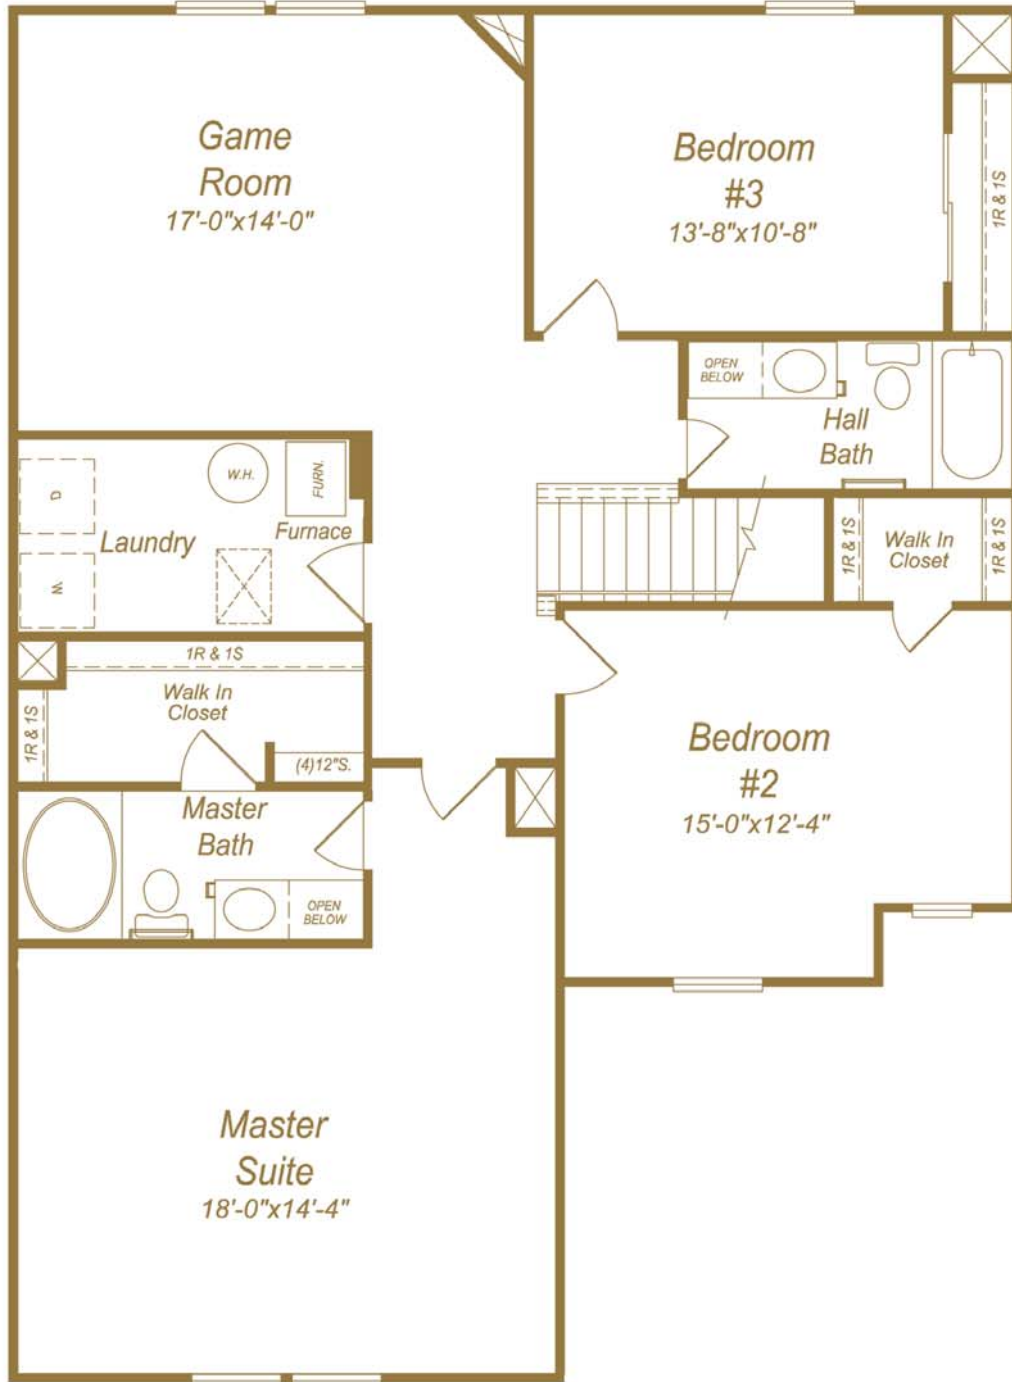 Game
Room
17'-0"x14'-0"
Bedroom
#3
13'-8"x10'-8"
1R & 1S
OPEN
BELOW
Hall
Bath
W.H.
FURN.
Furnace
D
Laundry
W
1R & 1S
Walk In
Closet
1R & 1S
1R & 1S
Walk In
Closet
1R & 1S
(4)12"S.
Bedroom
#2
15'-0"x12'-4"
Master
Bath
OPEN
BELOW
Master
Suite
18'-0"x14'-4"